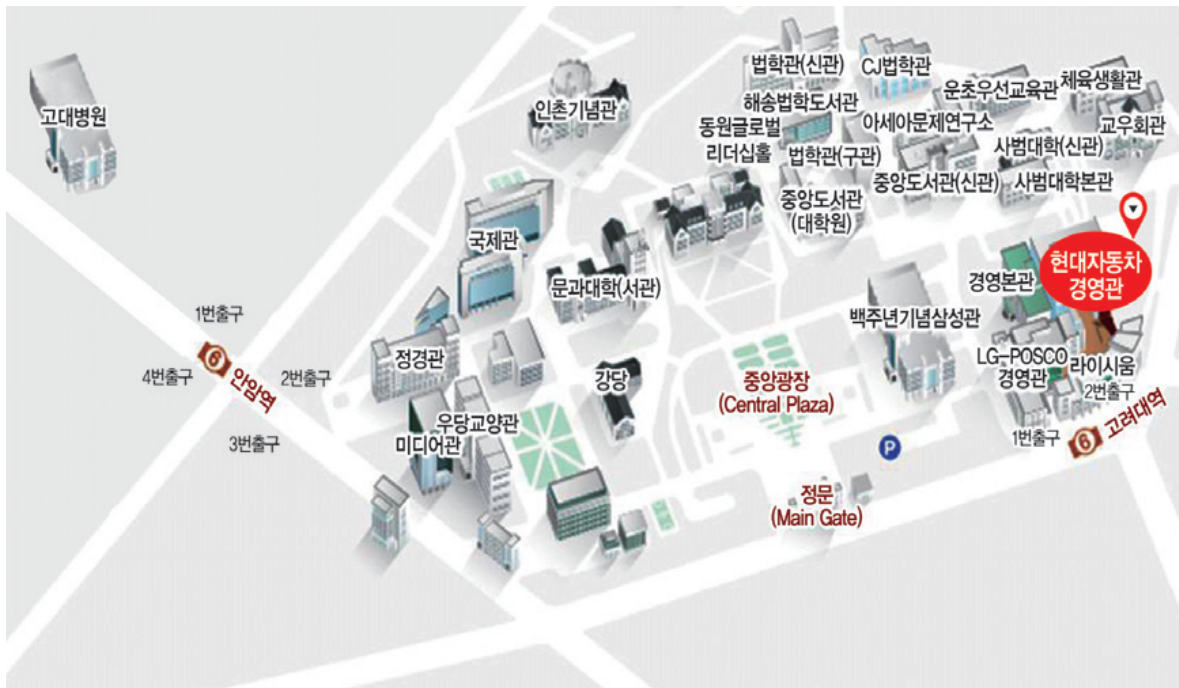 고대병원
인촌기념관
법학관(신관)
CJ법학관
해송법학도서관
운초우선교육관
체육생활관
동원글로벌
리더십홀
법학관(구관)
아세아문제연구소
교우회관
사범대학(신관)
중앙도서관
(대학원)
중앙도서관(신관)
사범대학본관
국제관
문과대학(서관)
현대자동차
경영관
경영본관
백주년기념삼성관
1번출구
6
안암역
4번출구
2번출구
3번출구
정경관
강당
중앙광장
(Central Plaza)
LG-POSCO
경영관
라이시움
2번출구
1번출구
6
고려대역
우당교양관
미디어관
P
정문
(Main Gate)